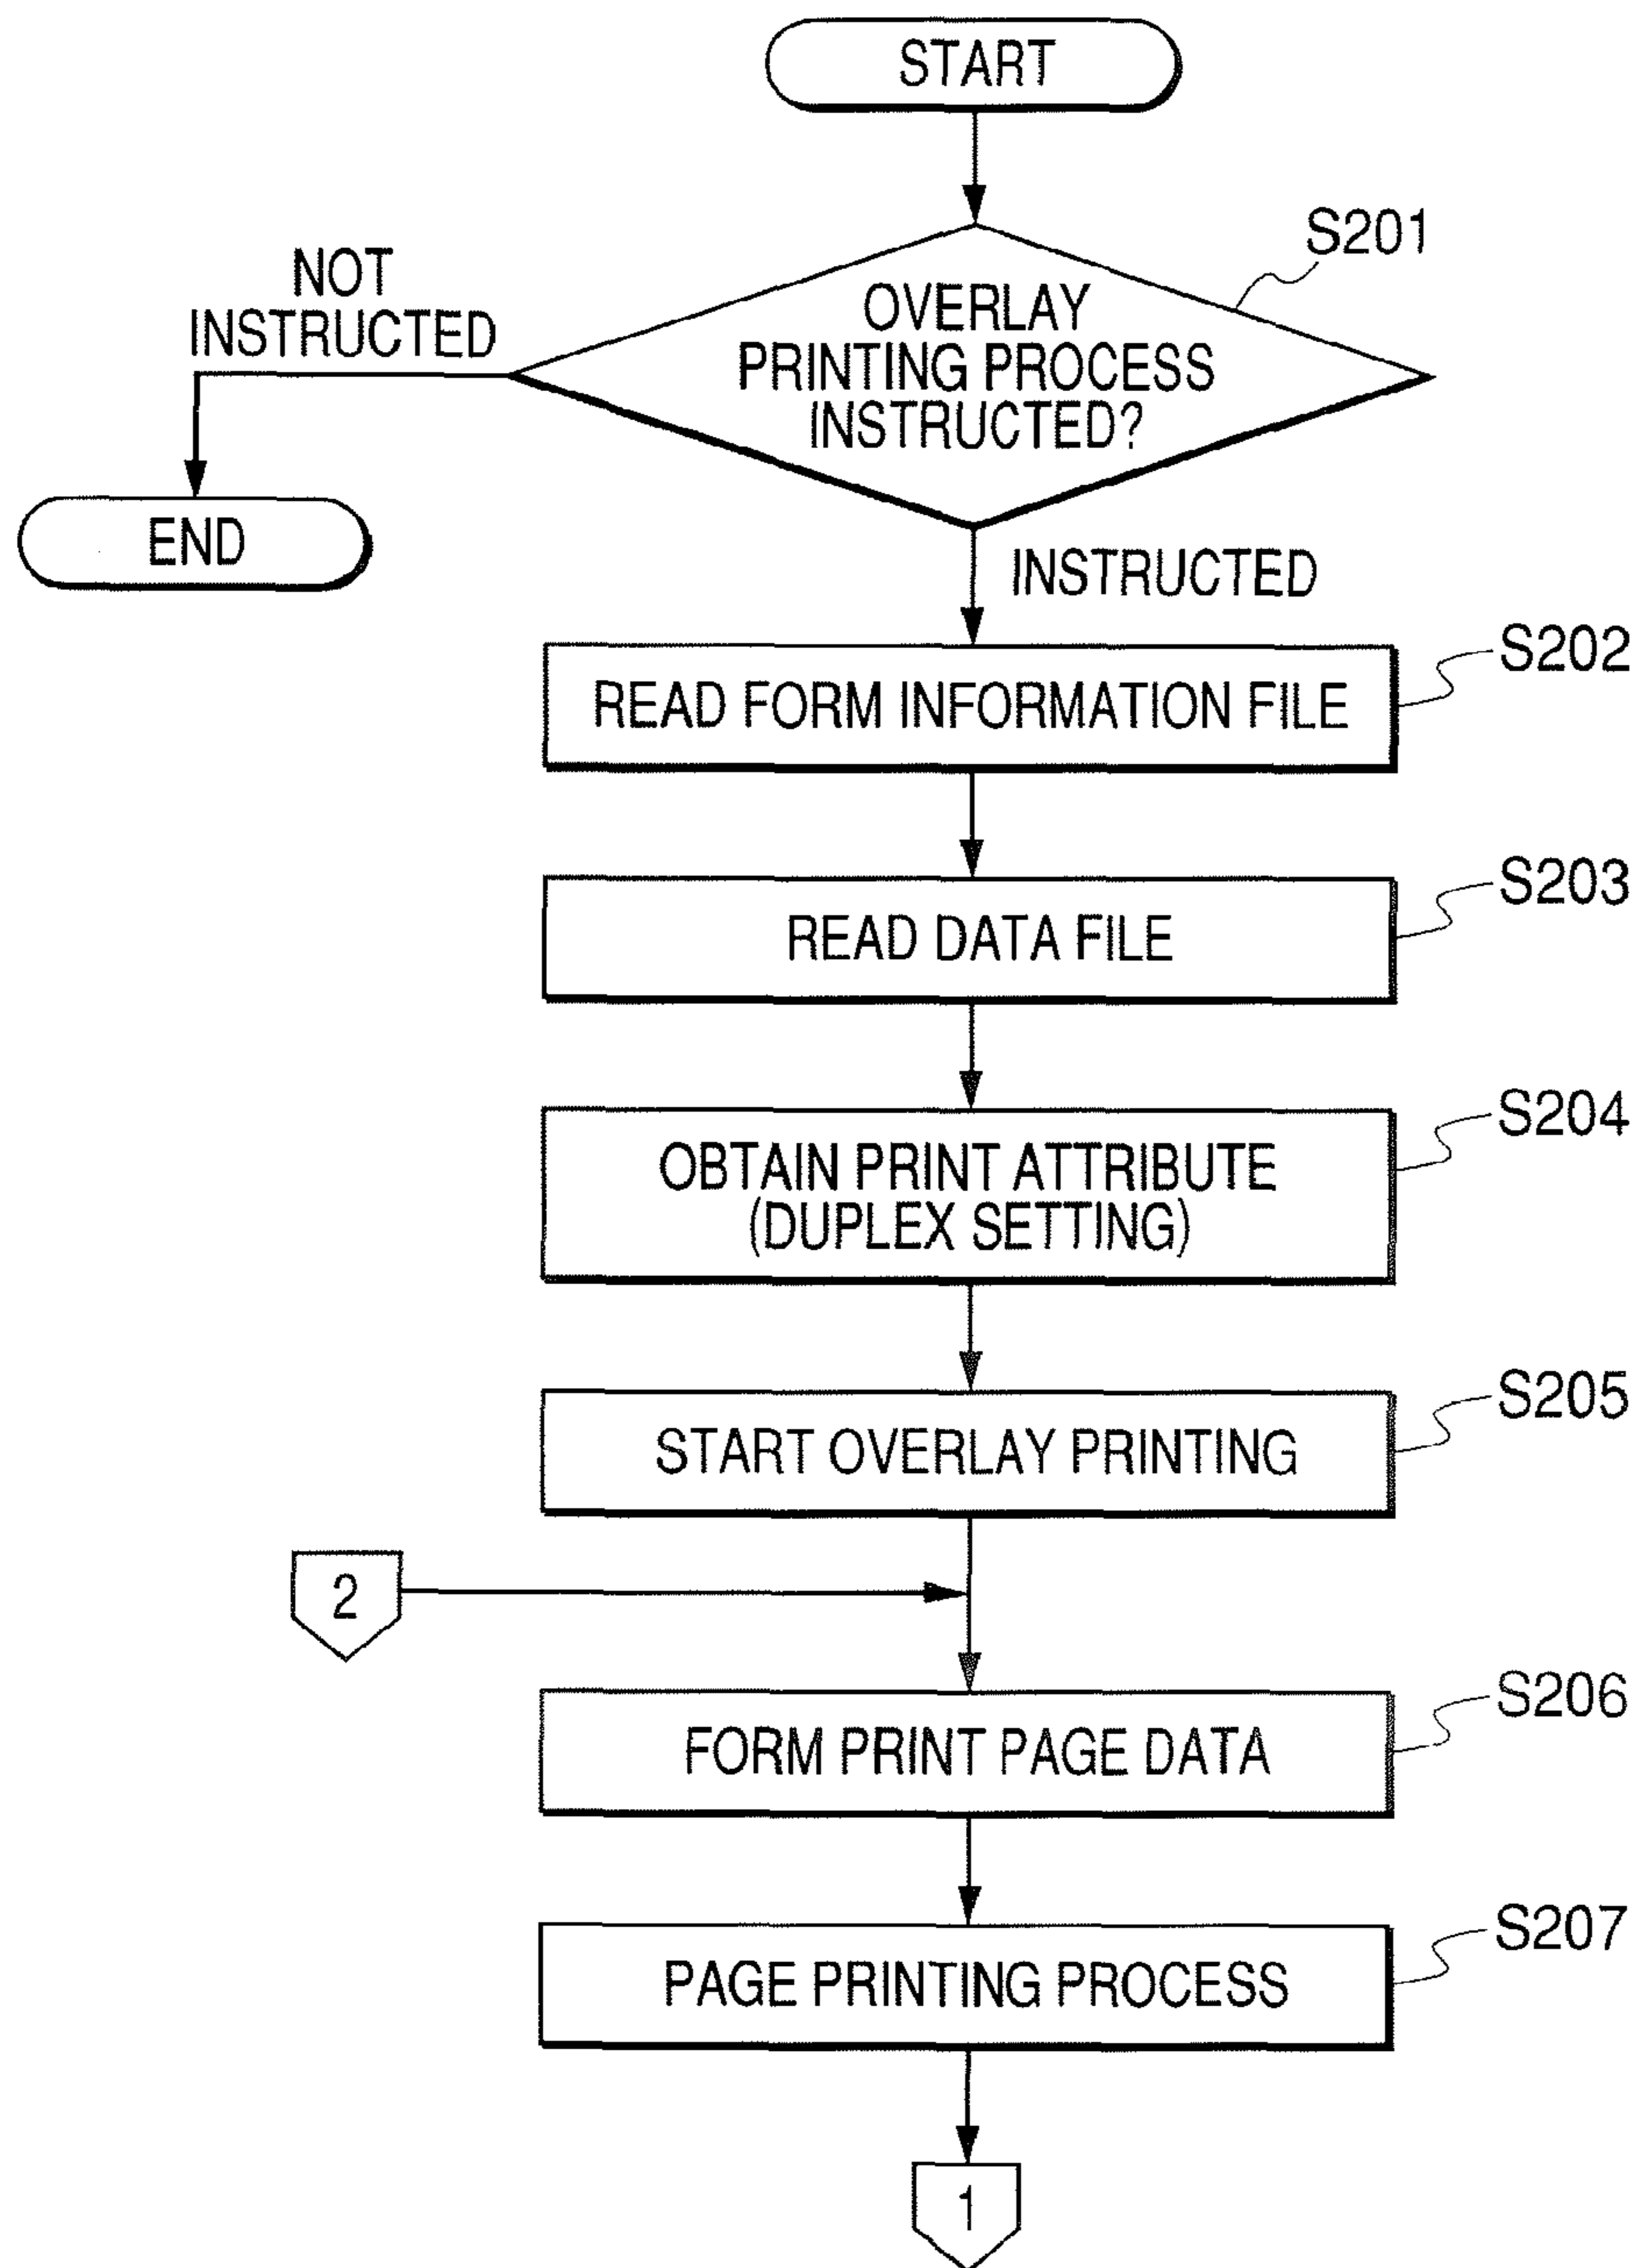 START
S201
NOT
INSTRUCTED
OVERLAY
PRINTING PROCESS
INSTRUCTED?
END
INSTRUCTED
S202
READ FORM INFORMATION FILE
S203
READ DATA FILE
S204
OBTAIN PRINT ATTRIBUTE
(DUPLEX SETTING)
S205
START OVERLAY PRINTING
2
S206
FORM PRINT PAGE DATA
S207
PAGE PRINTING PROCESS
1